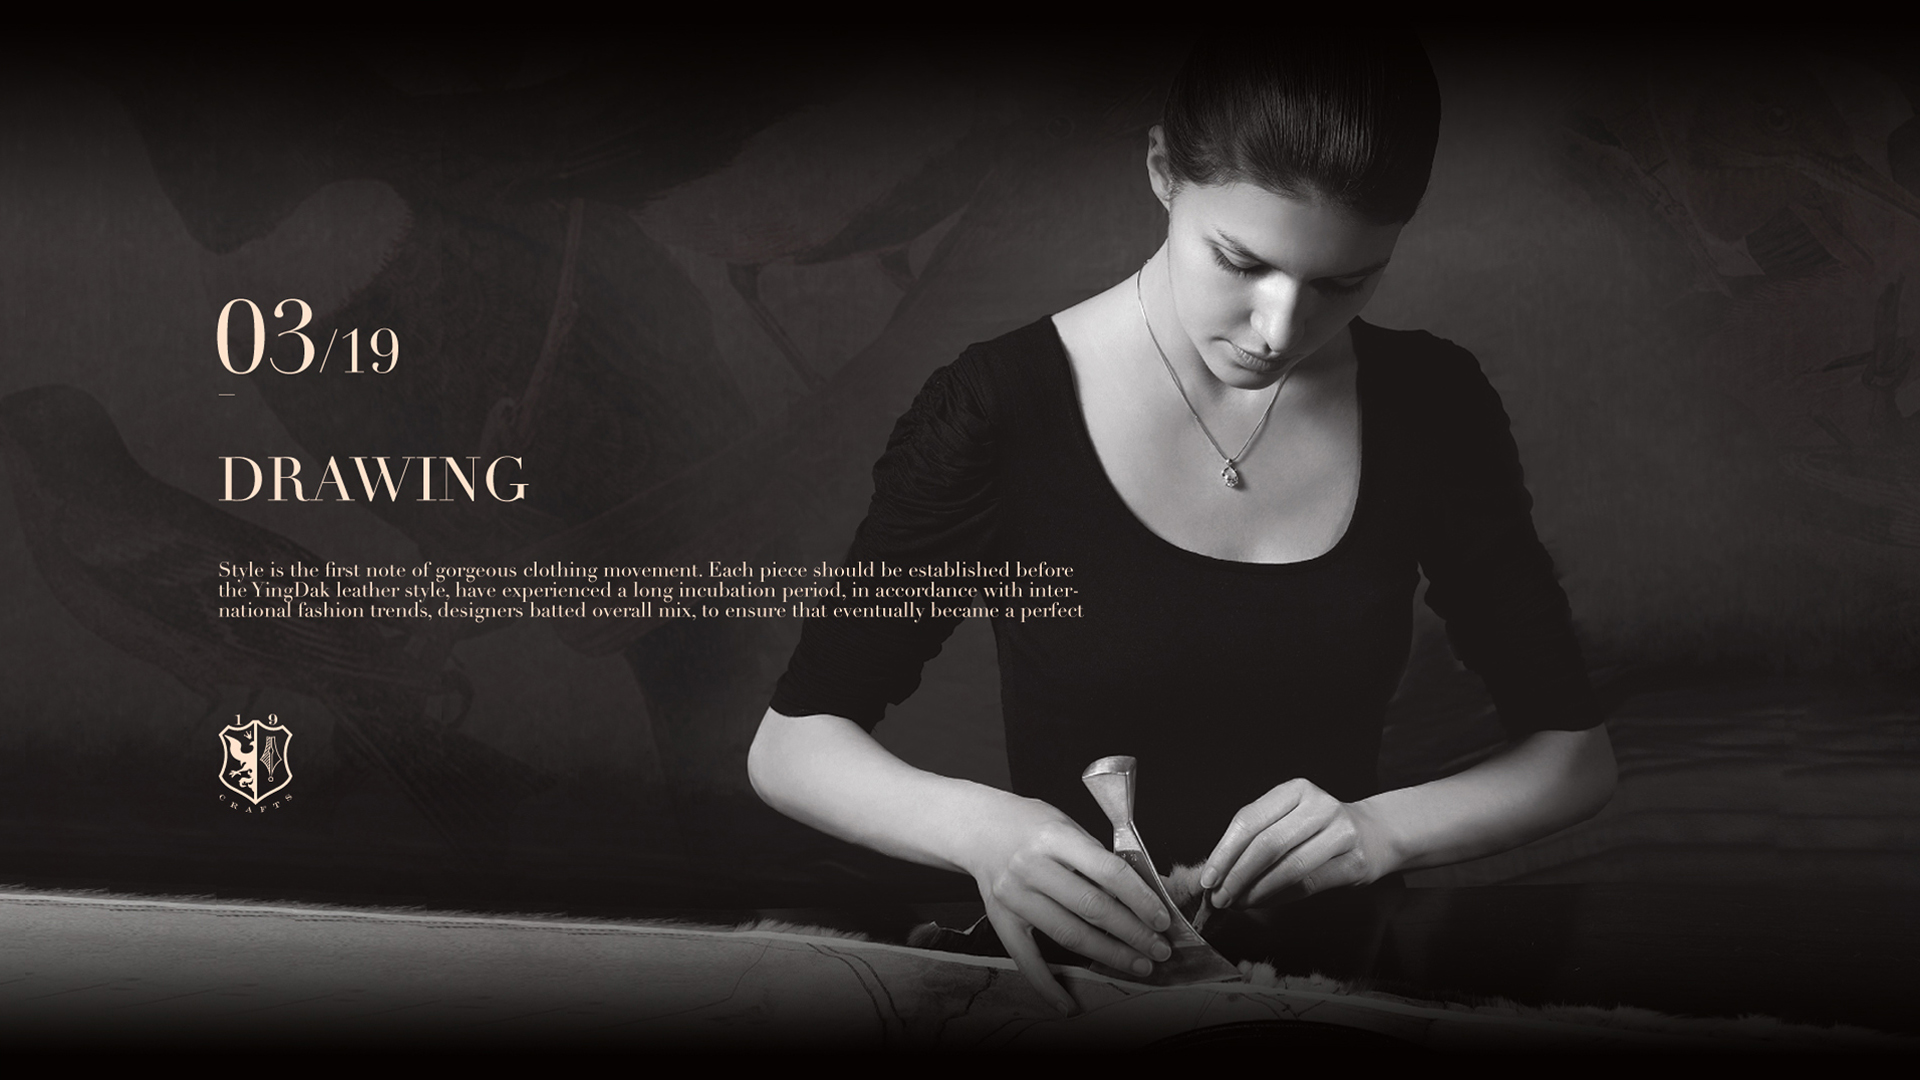 03/19
DRAWING
Style is the first note of gorgeous clothing movement. Each piece should be established before
the YingDak leather style, have experienced a long incubation period, in accordance with inter-
national fashion trends, designers batted overall mix, to ensure that eventually became a perfect
1 9
CRAFTS